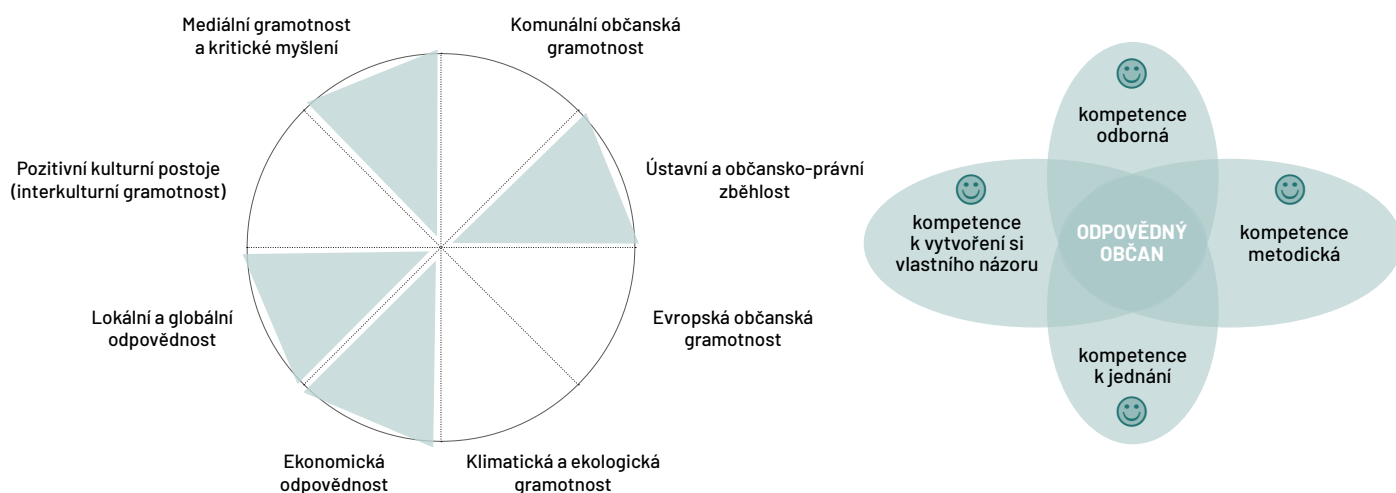 Mediální gramotnost
a kritické myšlení
Komunální občanská
gramotnost
Pozitivní kulturní postoje
(interkulturní gramotnost)
Ústavní a občansko-právní
zběhlost
Lokální a globální
odpovědnost
Evropská občanská
gramotnost
Ekonomická
odpovědnost
Klimatická a ekologická
gramotnost
kompetence
odborná
kompetence
k vytvoření si
vlastního názoru
ODPOVĚDNÝ
OBČAN
kompetence
metodická
kompetence
k jednání